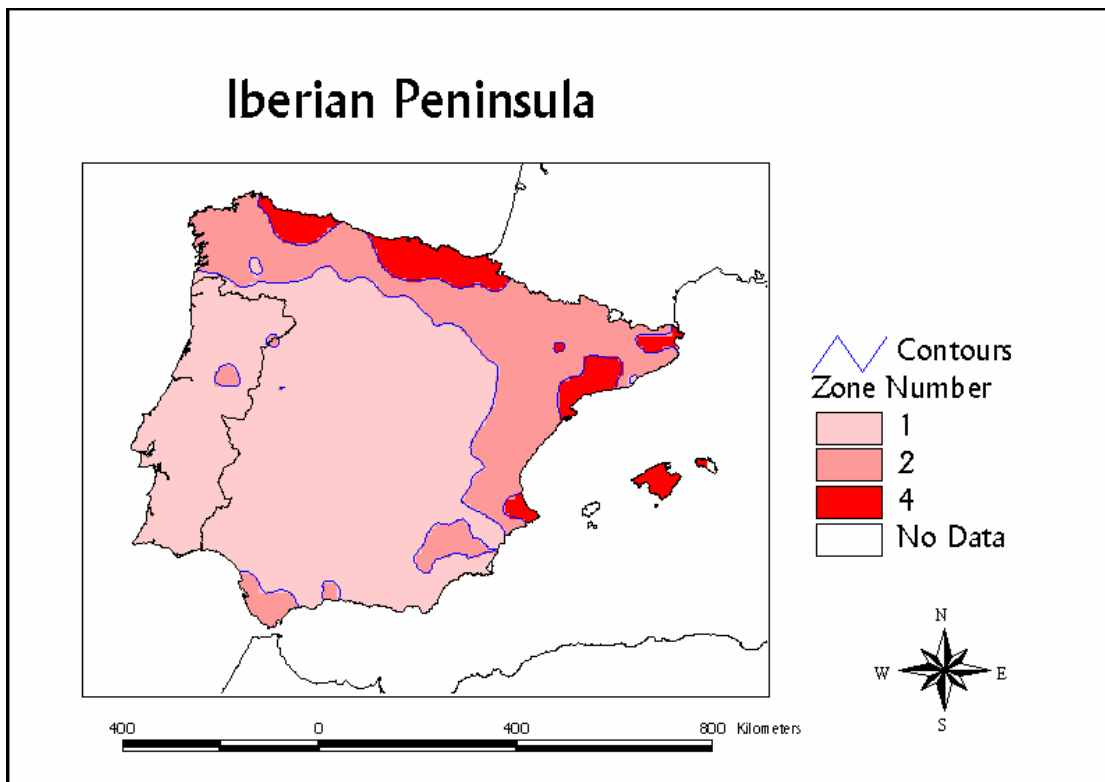 Iberian Peninsula
Contours
Zone Number
1
2
4
No Data
N
W E
S
400 0 400 800 Kilometers